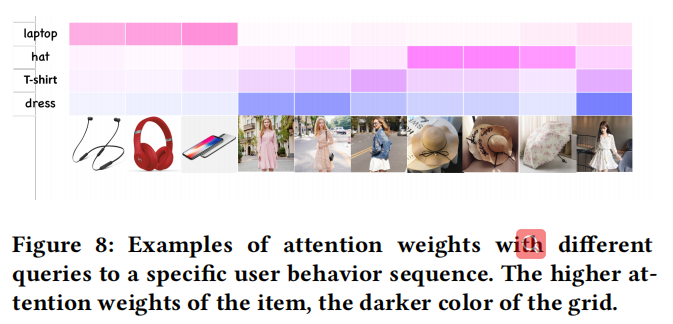 laptop
hat
T-shirt
dress
Figure 8: Examples of attention weights with different
queries to a specific user behavior sequence. The higher at-
tention weights of the item, the darker color of the grid.